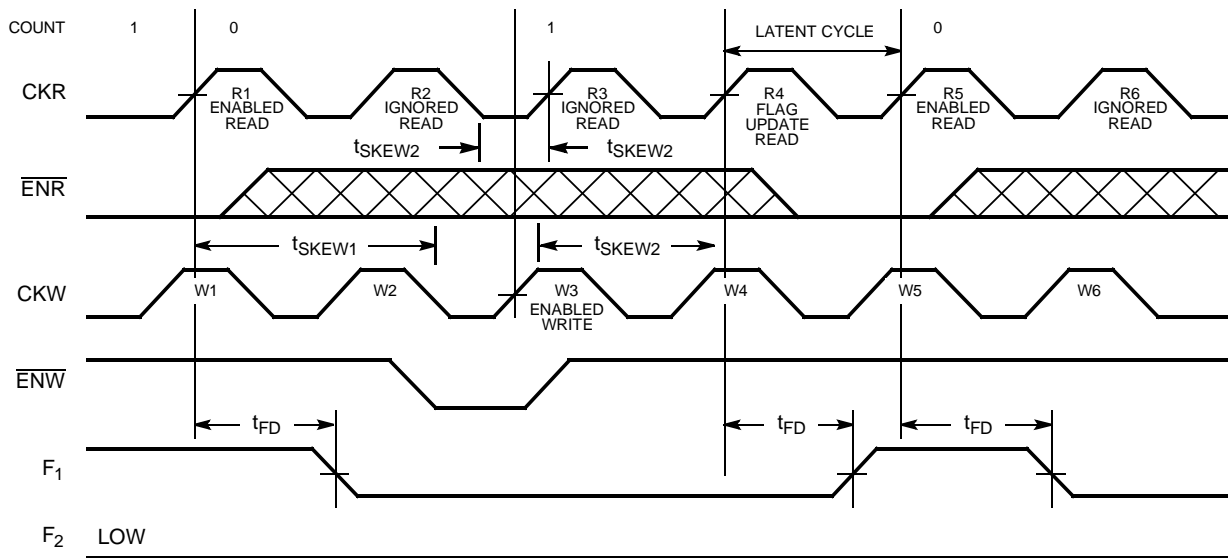 COUNT 1 0 1 LATENT CYCLE 0
CKR
R1
ENABLED
READ
R2
IGNORED
READ
R3
IGNORED
READ
R4
FLAG
UPDATE
READ
R5
ENABLED
READ
R6
IGNORED
READ
tSKEW2 tSKEW2
ENR
tSKEW1 tSKEW2
CKW
W1
W2
W3
ENABLED
WRITE
W4
W5
W6
ENW
tFD tFD tFD
F1
F2 LOW